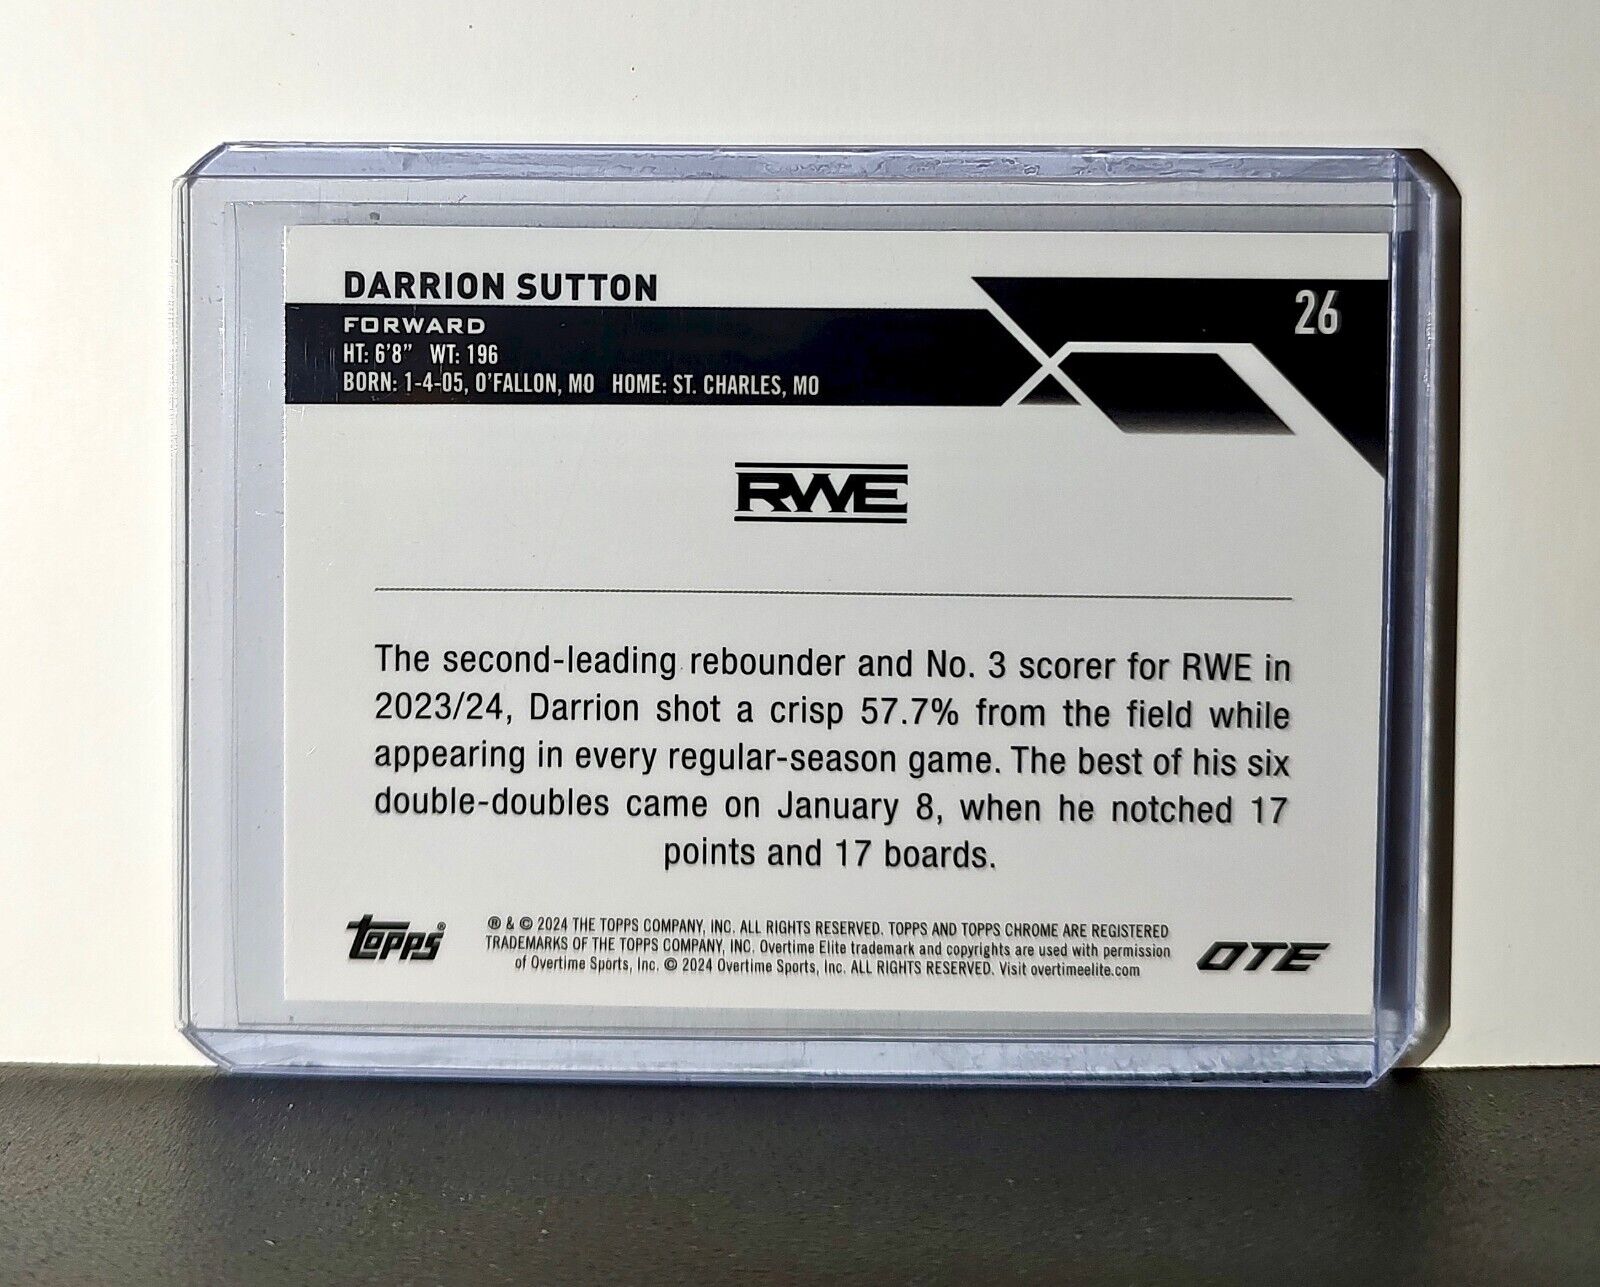 DARRION SUTTON
26
FORWARD
HT: 6'8" WT: 196
BORN: 1-4-05, O'FALLON, MO HOME: ST. CHARLES, MO
RWE
The second-leading rebounder and No. 3 scorer for RWE in
2023/24, Darrion shot a crisp 57.7% from the field while
appearing in every regular-season game. The best of his six
double-doubles came on January 8, when he notched 17
points and 17 boards.
topps®
® & © 2024 THE TOPPS COMPANY, INC. ALL RIGHTS RESERVED. TOPPS AND TOPPS CHROME ARE REGISTERED
TRADEMARKS OF THE TOPPS COMPANY, INC. Overtime Elite trademark and copyrights are used with permission
of Overtime Sports, Inc. © 2024 Overtime Sports, Inc. ALL RIGHTS RESERVED. Visit overtimeelite.com
OTE